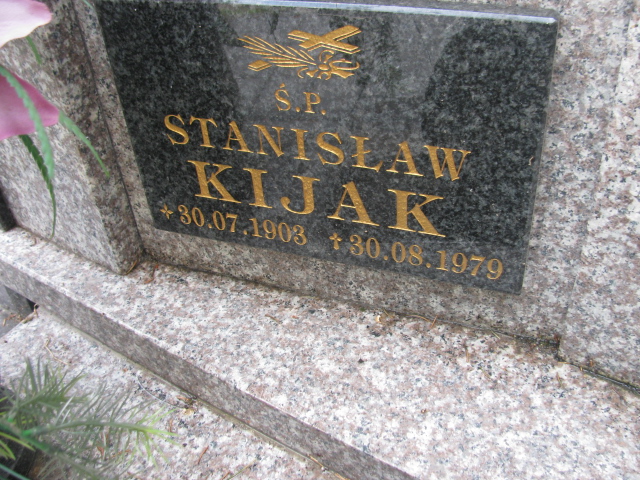 Ś.P.
STANISŁAW
KIJAK
+30.07.1903 +30.08.1979